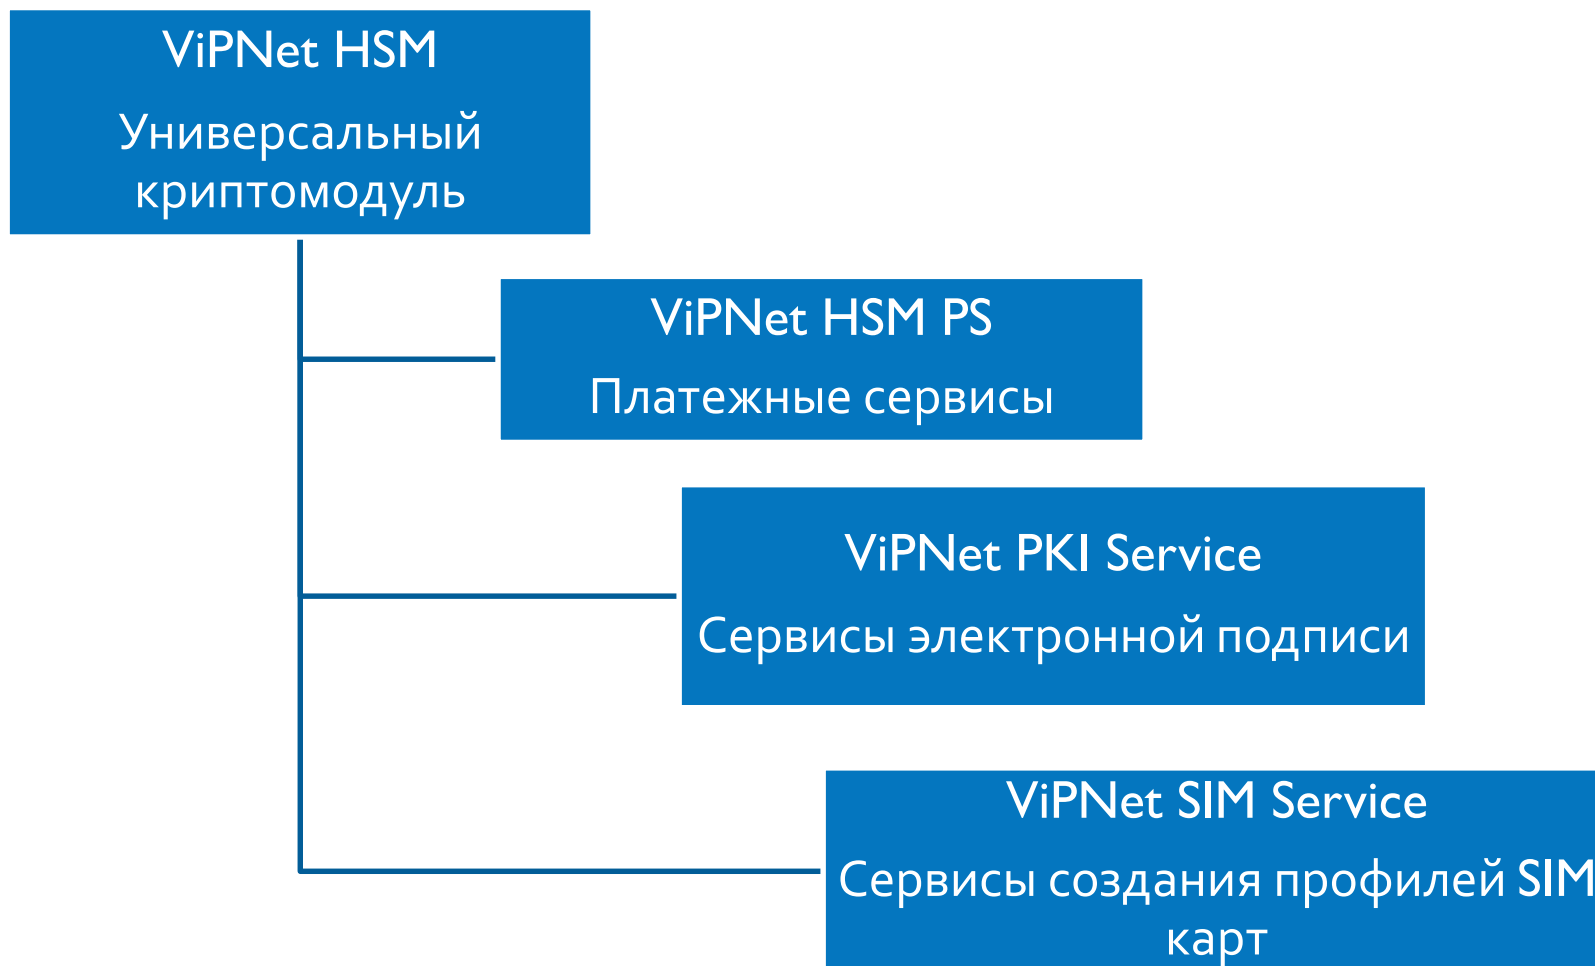 ViPNet HSM
Универсальный
криптомодуль
ViPNet HSM PS
Платежные сервисы
ViPNet PKI Service
Сервисы электронной подписи
ViPNet SIM Service
Сервисы создания профилей SIM
карт